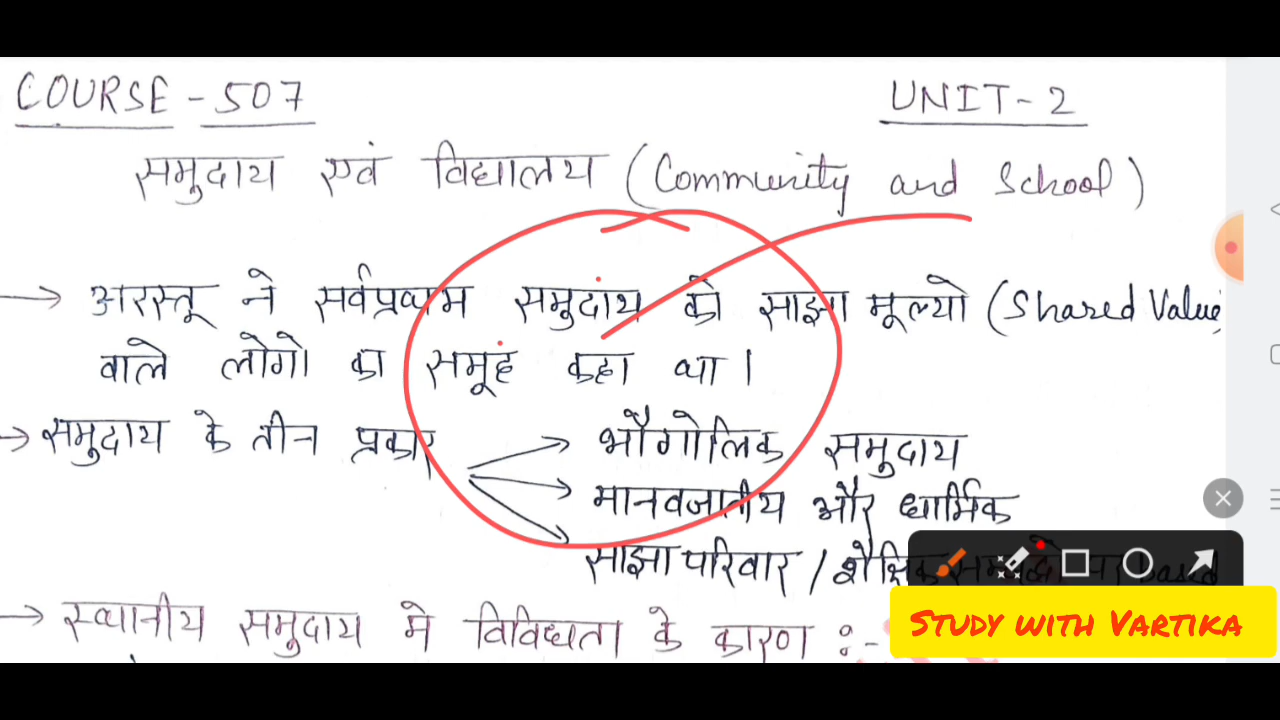 COURSE - 507
UNIT - 2
समुदाय एवं विद्यालय (Community and School)
→ अरस्तू ने सर्वप्रथम समुदाय को साझा मूल्यो (Shared Value)
वाले लोगो का समूह कहा था।
→ समुदाय के तीन प्रकार
→ भौगोलिक समुदाय
→ मानवजातीय और धार्मिक
→ साझा परिवार / शैक्षिक based
→ स्थानीय समुदाय मे विविधता के कारण :-
STUDY WITH VARTIKA